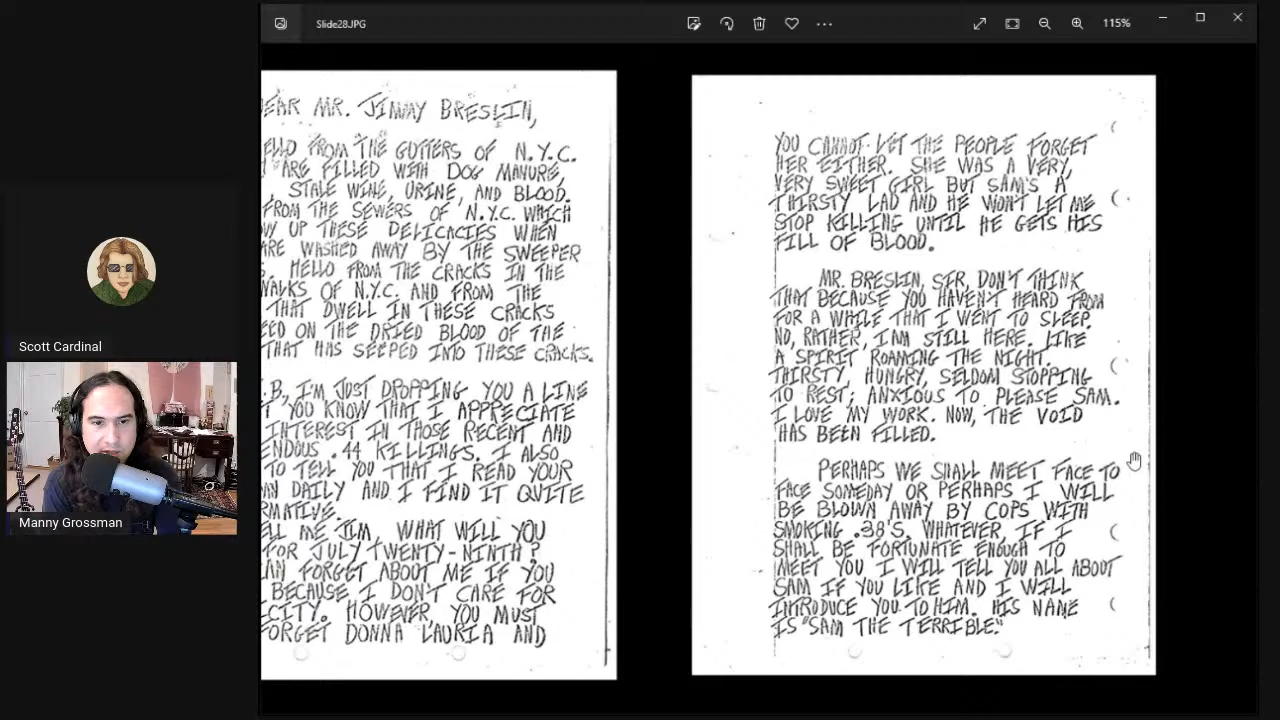 Slide28.JPG
115%
EAR MR. JIMMY BRESLIN,
ELLO FROM THE GUTTERS OF N.Y.C.
ARE FILLED WITH DOG MANURE,
STALE WINE, URINE, AND BLOOD.
FROM THE SEWERS OF N.Y.C. WHICH
UP THESE DELICACIES WHEN
ARE WASHED AWAY BY THE SWEEPER
HELLO FROM THE CRACKS IN THE
WALKS OF N.Y.C. AND FROM THE
THAT DWELL IN THESE CRACKS
EED ON THE DRIED BLOOD OF THE
THAT HAS SEEPED INTO THESE CRACKS.
.B., I'M JUST DROPPING YOU A LINE
T YOU KNOW THAT I APPRECIATE
INTEREST IN THOSE RECENT AND
ENDOUS .44 KILLINGS. I ALSO
TO TELL YOU THAT I READ YOUR
DAILY AND I FIND IT QUITE
RMATIVE.
ELL ME JIM, WHAT WILL YOU
FOR JULY TWENTY-NINTH?
AN FORGET ABOUT ME IF YOU
BECAUSE I DON'T CARE FOR
CITY. HOWEVER, YOU MUST
FORGET DONNA LAURIA AND
YOU CANNOT LET THE PEOPLE FORGET
HER EITHER. SHE WAS A VERY,
VERY SWEET GIRL BUT SAM'S A
THIRSTY LAD AND HE WON'T LET ME
STOP KILLING UNTIL HE GETS HIS
FILL OF BLOOD.
MR. BRESLIN, SIR, DON'T THINK
THAT BECAUSE YOU HAVEN'T HEARD FROM
FOR A WHILE THAT I WENT TO SLEEP.
NO, RATHER, I AM STILL HERE. LIKE
A SPIRIT ROAMING THE NIGHT.
THIRSTY, HUNGRY, SELDOM STOPPING
TO REST; ANXIOUS TO PLEASE SAM.
I LOVE MY WORK. NOW, THE VOID
HAS BEEN FILLED.
PERHAPS WE SHALL MEET FACE TO
FACE SOMEDAY OR PERHAPS I WILL
BE BLOWN AWAY BY COPS WITH
SMOKING .38'S. WHATEVER, IF I
SHALL BE FORTUNATE ENOUGH TO
MEET YOU I WILL TELL YOU ALL ABOUT
SAM IF YOU LIKE AND I WILL
INTRODUCE YOU TO HIM. HIS NAME
IS "SAM THE TERRIBLE."
Scott Cardinal
Manny Grossman